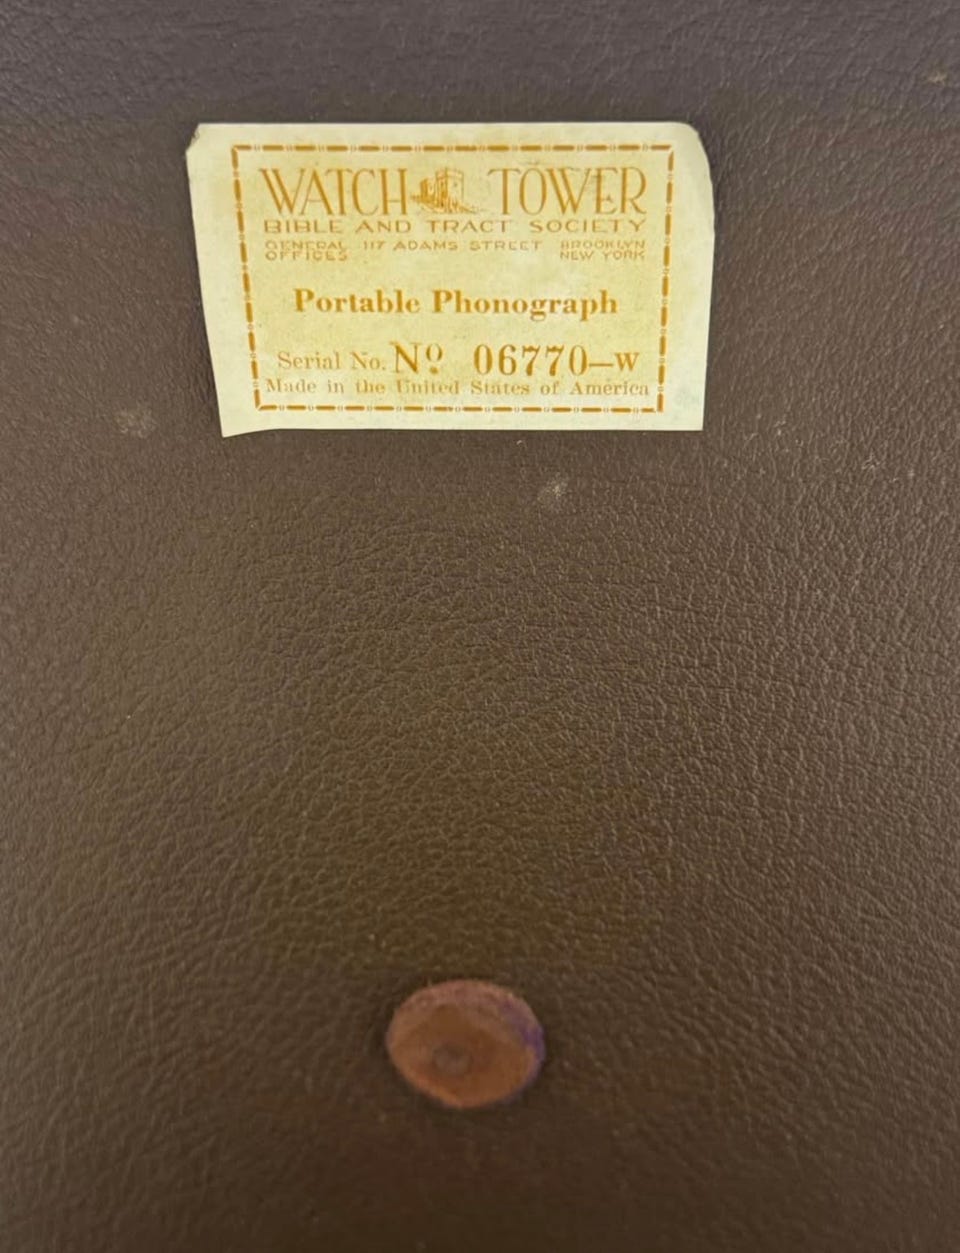 WATCH TOWER
BIBLE AND TRACT SOCIETY
GENERAL OFFICES 117 ADAMS STREET BROOKLYN NEW YORK
Portable Phonograph
Serial No. Nº 06770-W
Made in the United States of America